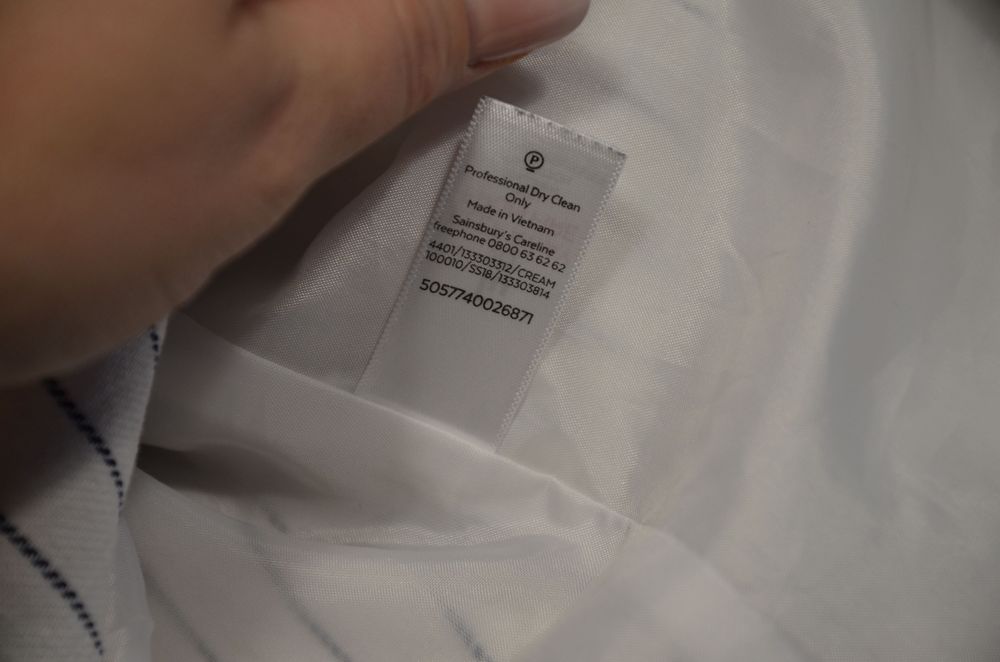 P
Professional Dry Clean
Only
Made in Vietnam
Sainsbury's Careline
freephone 0800 63 62 62
4401/133303312/CREAM
100010/SS18/133303814
5057740026871